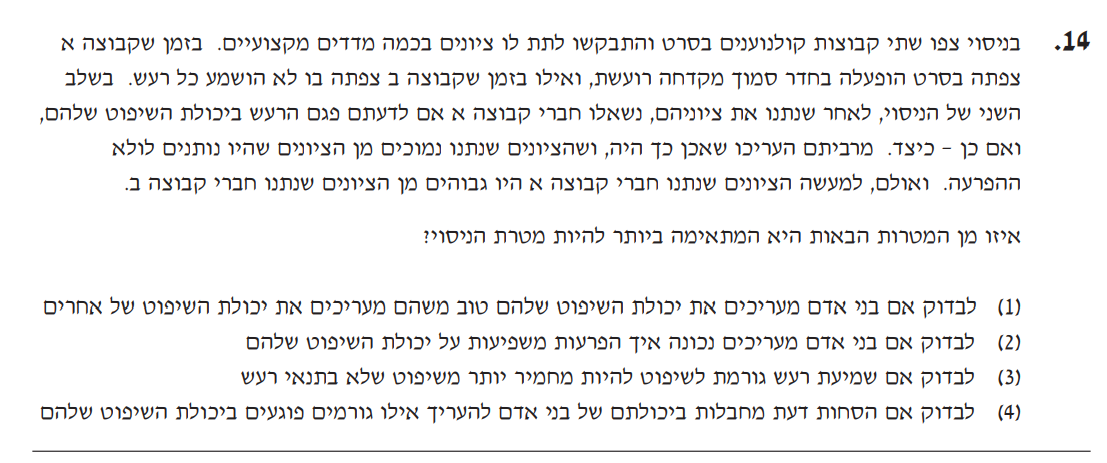 14. בניסוי צפו שתי קבוצות קולנוענים בסרט והתבקשו לתת לו ציונים בכמה מדדים מקצועיים. בזמן שקבוצה א
צפתה בסרט הופעלה בחדר סמוך מקדחה רועשת, ואילו בזמן שקבוצה ב צפתה בו לא הושמע כל רעש. בשלב
השני של הניסוי, לאחר שנתנו את ציוניהם, נשאלו חברי קבוצה א אם לדעתם פגם הרעש ביכולת השיפוט שלהם,
ואם כן – כיצד. מרביתם העריכו שאכן כך היה, ושהציונים שנתנו נמוכים מן הציונים שהיו נותנים לולא
ההפרעה. ואולם, למעשה הציונים שנתנו חברי קבוצה א היו גבוהים מן הציונים שנתנו חברי קבוצה ב.
איזו מן המטרות הבאות היא המתאימה ביותר להיות מטרת הניסוי?
(1) לבדוק אם בני אדם מעריכים את יכולת השיפוט שלהם טוב משהם מעריכים את יכולת השיפוט של אחרים
(2) לבדוק אם בני אדם מעריכים נכונה איך הפרעות משפיעות על יכולת השיפוט שלהם
(3) לבדוק אם שמיעת רעש גורמת לשיפוט להיות מחמיר יותר משיפוט שלא בתנאי רעש
(4) לבדוק אם הסחות דעת מחבלות ביכולתם של בני אדם להעריך אילו גורמים פוגעים ביכולת השיפוט שלהם